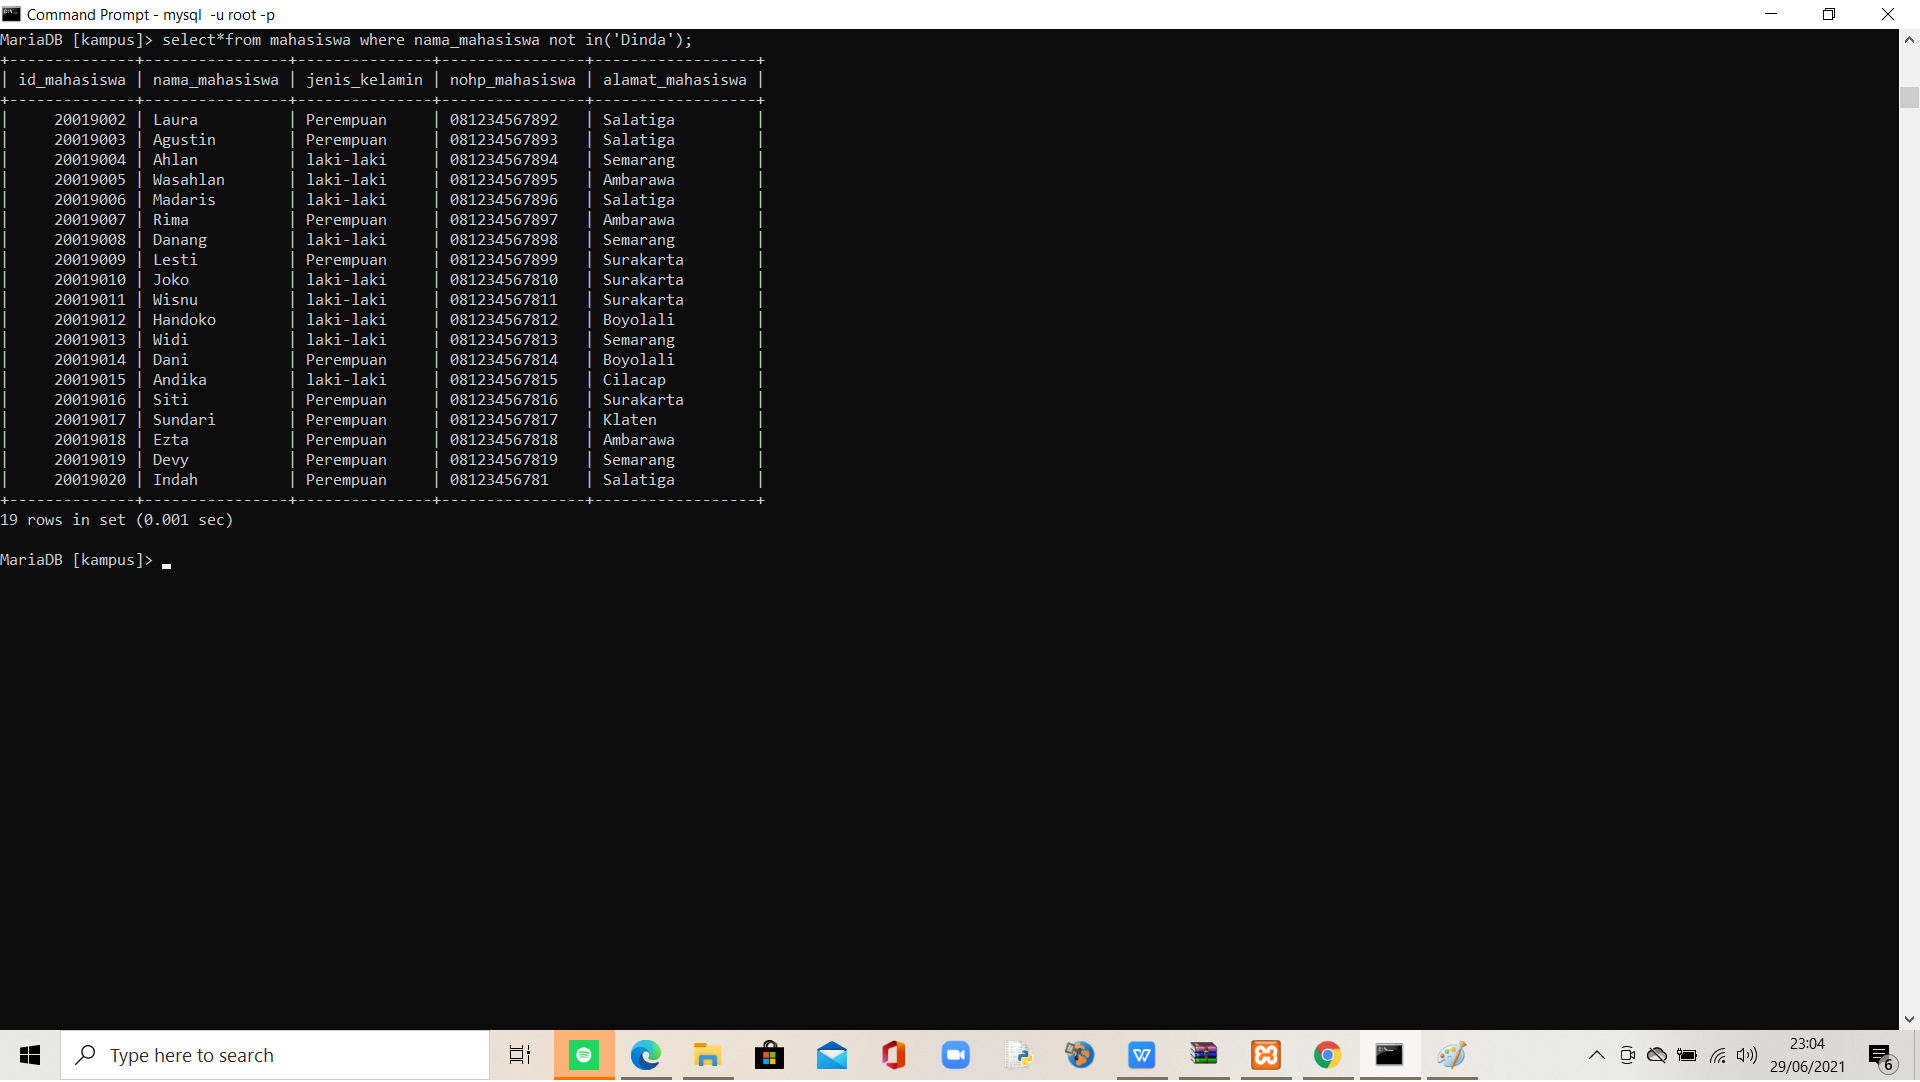 Command Prompt - mysql  -u root -p
MariaDB [kampus]> select*from mahasiswa where nama_mahasiswa not in('Dinda');
+--------------+----------------+---------------+----------------+------------------+
| id_mahasiswa | nama_mahasiswa | jenis_kelamin | nohp_mahasiswa | alamat_mahasiswa |
+--------------+----------------+---------------+----------------+------------------+
|     20019002 | Laura          | Perempuan     | 081234567892   | Salatiga         |
|     20019003 | Agustin        | Perempuan     | 081234567893   | Salatiga         |
|     20019004 | Ahlan          | laki-laki     | 081234567894   | Semarang         |
|     20019005 | Wasahlan       | laki-laki     | 081234567895   | Ambarawa         |
|     20019006 | Madaris        | laki-laki     | 081234567896   | Salatiga         |
|     20019007 | Rima           | Perempuan     | 081234567897   | Ambarawa         |
|     20019008 | Danang         | laki-laki     | 081234567898   | Semarang         |
|     20019009 | Lesti          | Perempuan     | 081234567899   | Surakarta        |
|     20019010 | Joko           | laki-laki     | 081234567810   | Surakarta        |
|     20019011 | Wisnu          | laki-laki     | 081234567811   | Surakarta        |
|     20019012 | Handoko        | laki-laki     | 081234567812   | Boyolali         |
|     20019013 | Widi           | laki-laki     | 081234567813   | Semarang         |
|     20019014 | Dani           | Perempuan     | 081234567814   | Boyolali         |
|     20019015 | Andika         | laki-laki     | 081234567815   | Cilacap          |
|     20019016 | Siti           | Perempuan     | 081234567816   | Surakarta        |
|     20019017 | Sundari        | Perempuan     | 081234567817   | Klaten           |
|     20019018 | Ezta           | Perempuan     | 081234567818   | Ambarawa         |
|     20019019 | Devy           | Perempuan     | 081234567819   | Semarang         |
|     20019020 | Indah          | Perempuan     | 08123456781    | Salatiga         |
+--------------+----------------+---------------+----------------+------------------+
19 rows in set (0.001 sec)
MariaDB [kampus]>
Type here to search
23:04
29/06/2021
6